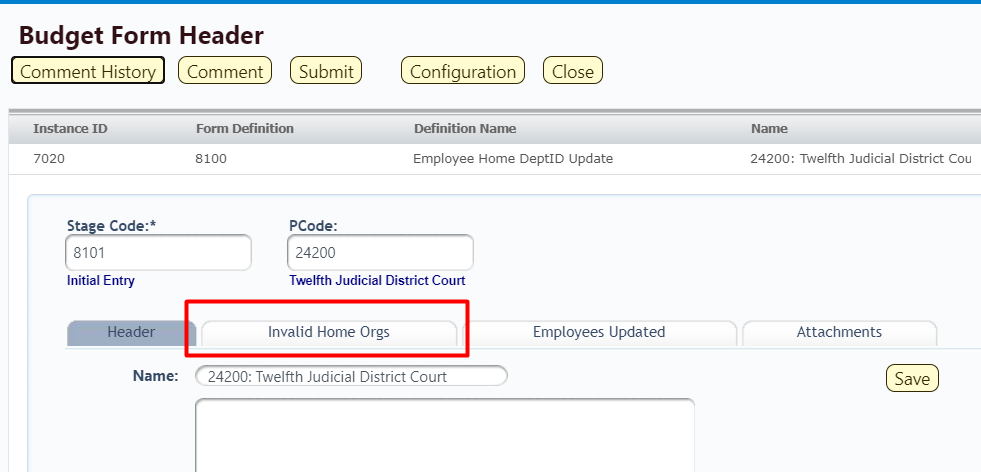 Budget Form Header
Comment History Comment Submit Configuration Close
Instance ID Form Definition Definition Name Name
7020 8100 Employee Home DeptID Update 24200: Twelfth Judicial District Cou
Stage Code:* PCode:
8101 24200
Initial Entry Twelfth Judicial District Court
Header Invalid Home Orgs Employees Updated Attachments
Name: 24200: Twelfth Judicial District Court Save